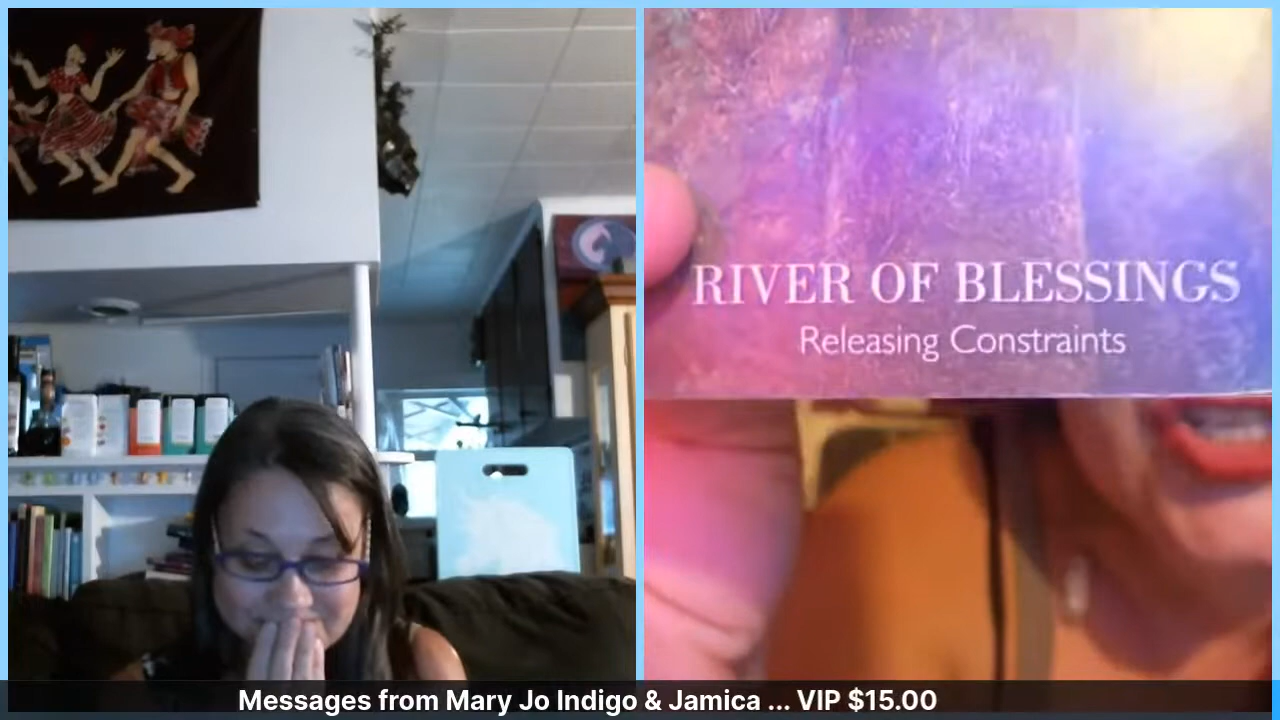 RIVER OF BLESSINGS
Releasing Constraints
Messages from Mary Jo Indigo & Jamica ... VIP $15.00